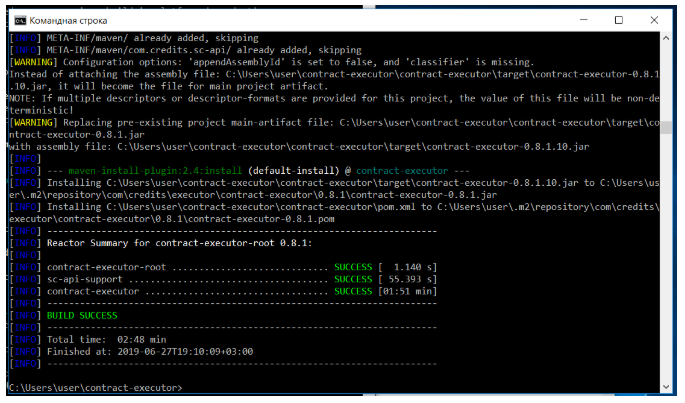 Командная строка
[INFO] META-INF/maven/ already added, skipping
[INFO] META-INF/maven/com.credits.sc-api/ already added, skipping
[WARNING] Configuration options: 'appendAssemblyId' is set to false, and 'classifier' is missing.
Instead of attaching the assembly file: C:\Users\user\contract-executor\contract-executor\target\contract-executor-0.8.1
.10.jar, it will become the file for main project artifact.
NOTE: If multiple descriptors or descriptor-formats are provided for this project, the value of this file will be non-de
terministic!
[WARNING] Replacing pre-existing project main-artifact file: C:\Users\user\contract-executor\contract-executor\target\co
ntract-executor-0.8.1.jar
with assembly file: C:\Users\user\contract-executor\contract-executor\target\contract-executor-0.8.1.10.jar
[INFO]
[INFO] --- maven-install-plugin:2.4:install (default-install) @ contract-executor ---
[INFO] Installing C:\Users\user\contract-executor\contract-executor\target\contract-executor-0.8.1.10.jar to C:\Users\us
er\.m2\repository\com\credits\executor\contract-executor\0.8.1\contract-executor-0.8.1.jar
[INFO] Installing C:\Users\user\contract-executor\contract-executor\pom.xml to C:\Users\user\.m2\repository\com\credits\
executor\contract-executor\0.8.1\contract-executor-0.8.1.pom
[INFO] ------------------------------------------------------------------------
[INFO] Reactor Summary for contract-executor-root 0.8.1:
[INFO]
[INFO] contract-executor-root ............................. SUCCESS [  1.140 s]
[INFO] sc-api-support ..................................... SUCCESS [ 55.393 s]
[INFO] contract-executor .................................. SUCCESS [01:51 min]
[INFO] ------------------------------------------------------------------------
[INFO] BUILD SUCCESS
[INFO] ------------------------------------------------------------------------
[INFO] Total time:  02:48 min
[INFO] Finished at: 2019-06-27T19:10:09+03:00
[INFO] ------------------------------------------------------------------------
C:\Users\user\contract-executor>